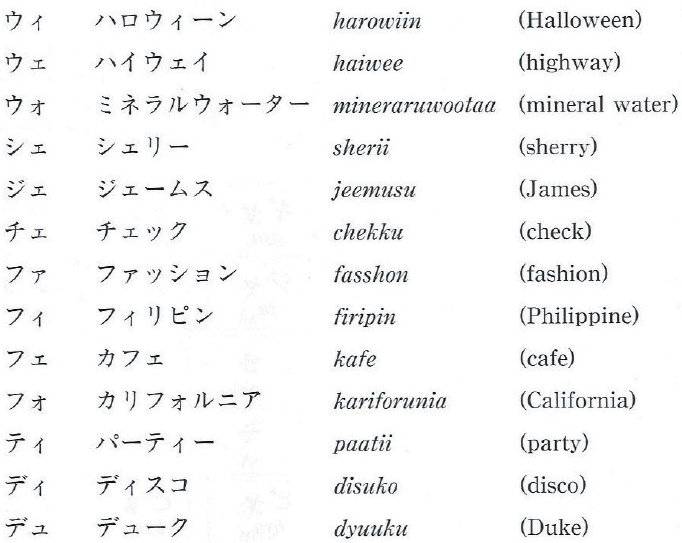 ウィ ハロウィーン harowiin (Halloween)
ウェ ハイウェイ haiwee (highway)
ウォ ミネラルウォーター mineraruwootaa (mineral water)
シェ シェリー sherii (sherry)
ジェ ジェームス jeemusu (James)
チェ チェック chekku (check)
ファ ファッション fasshon (fashion)
フィ フィリピン firipin (Philippine)
フェ カフェ kafe (cafe)
フォ カリフォルニア kariforunia (California)
ティ パーティー paatii (party)
ディ ディスコ disuko (disco)
デュ デューク dyuuku (Duke)